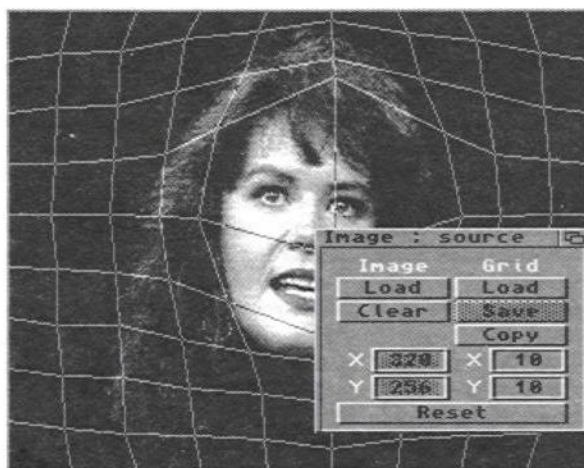 Image : source
Image Grid
Load Load
Clear Save
Copy
X 320 X 10
Y 256 Y 10
Reset